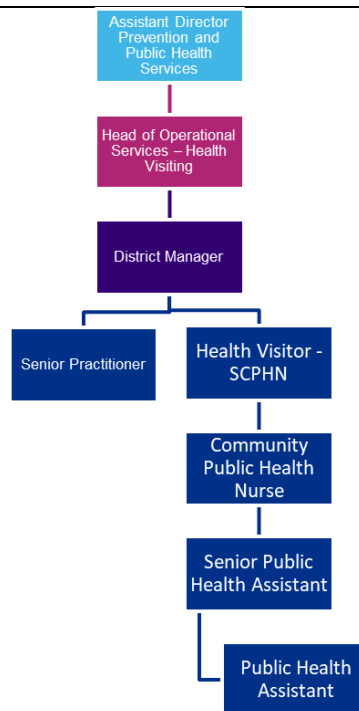 Assistant Director
Prevention and
Public Health
Services
Head of Operational
Services – Health
Visiting
District Manager
Senior Practitioner
Health Visitor -
SCPHN
Community
Public Health
Nurse
Senior Public
Health Assistant
Public Health
Assistant